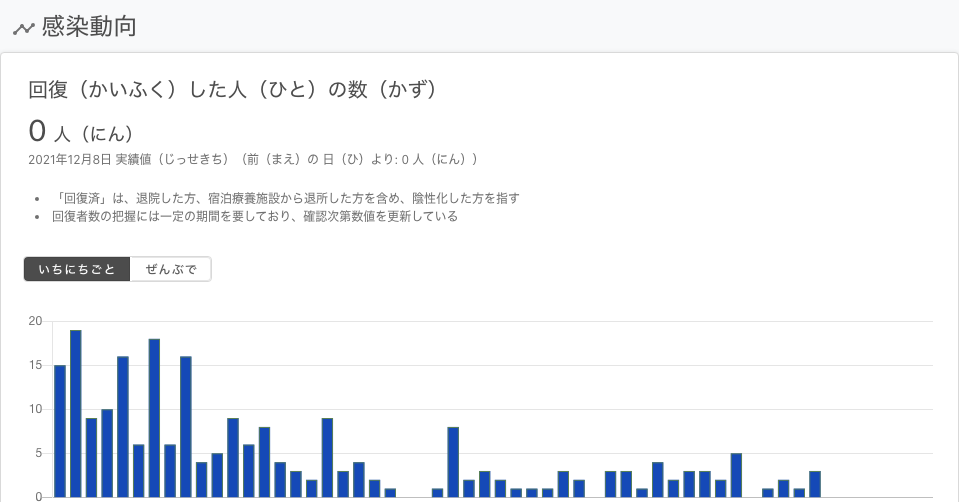 感染動向
回復（かいふく）した人（ひと）の数（かず）
0 人（にん）
2021年12月8日 実績値（じっせきち）（前（まえ）の 日（ひ）より: 0 人（にん））
• 「回復済」は、退院した方、宿泊療養施設から退所した方を含め、陰性化した方を指す
• 回復者数の把握には一定の期間を要しており、確認次第数値を更新している
いちにちごと ぜんぶで
20
15
10
5
0